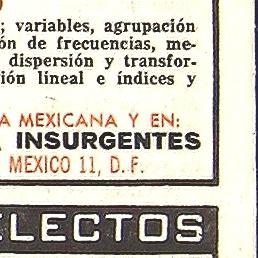 ; variables, agrupación
ón de frecuencias, me-
dispersión y transfor-
ión lineal e índices y
A MEXICANA Y EN:
INSURGENTES
MEXICO 11, D. F.
ELECTOS